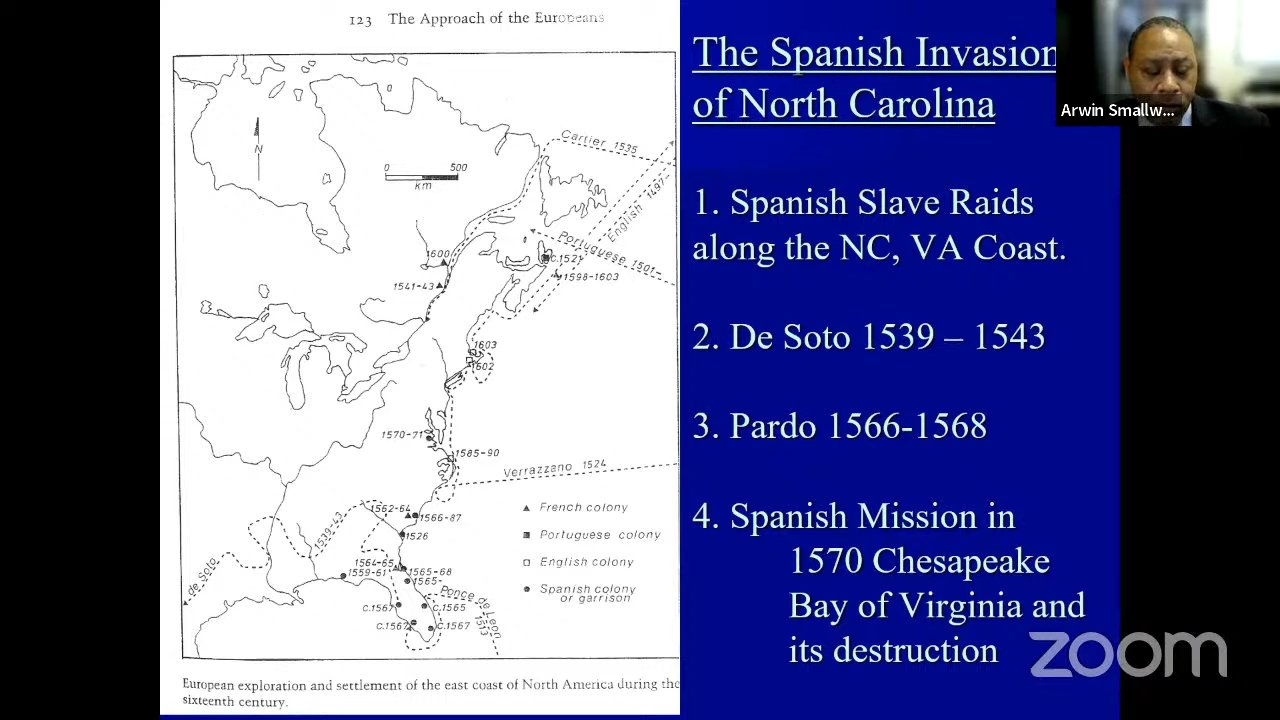 123 The Approach of the Europeans
Cartier 1535
N
0 500
km
English 1497-
Portuguese 1501-
1600
c.1521
1541-43
1598-1603
1603
1602
1570-71
1585-90
Verrazzano 1524
1562-64
1566-87
1526
1539-43
de Soto
1564-65
1565-68
1559-61
1565-
Ponce de Leon
1513
c.1567
c.1565
c.1567
c.1567
French colony
Portuguese colony
English colony
Spanish colony
or garrison
European exploration and settlement of the east coast of North America during the
sixteenth century.
The Spanish Invasion
of North Carolina
1. Spanish Slave Raids
along the NC, VA Coast.
2. De Soto 1539 – 1543
3. Pardo 1566-1568
4. Spanish Mission in
1570 Chesapeake
Bay of Virginia and
its destruction
Arwin Smallw...
zoom